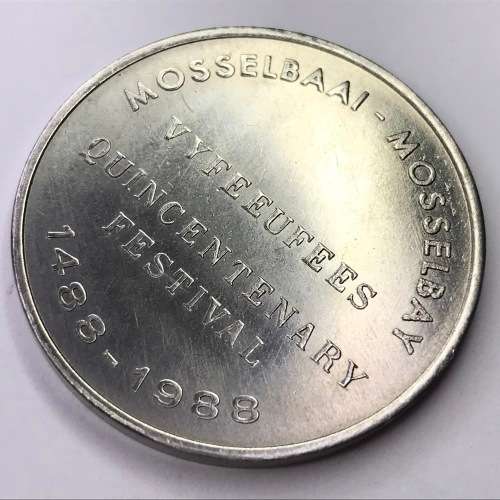 MOSSELBAAI - MOSSELBAY
VYFEEUFEES
QUINCENTENARY
FESTIVAL
1488-1988